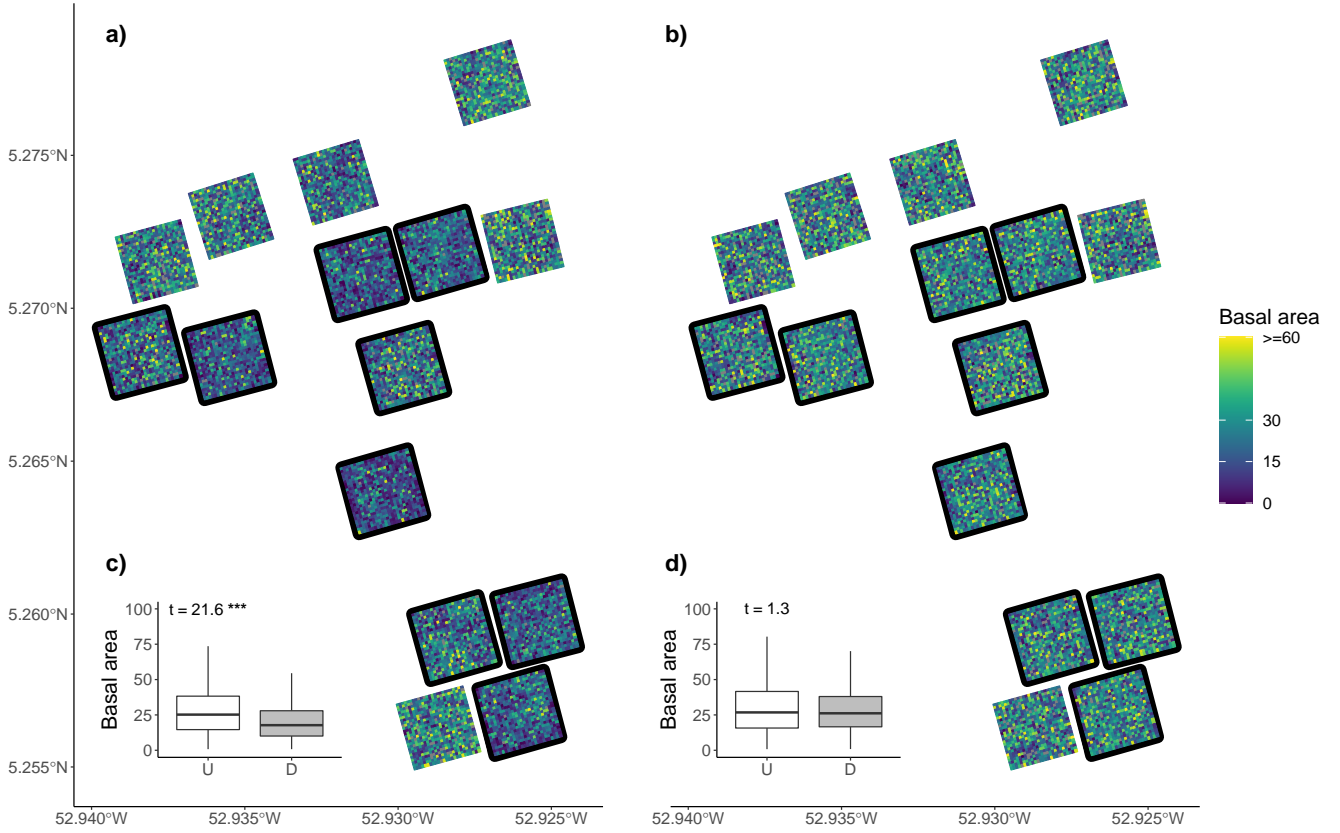 a)
b)
5.275°N
5.270°N
5.265°N
5.260°N
5.255°N
Basal area
>=60
30
15
0
c)
t = 21.6 ***
Basal area
100
75
50
25
0
U
D
d)
t = 1.3
Basal area
100
75
50
25
0
U
D
52.940°W
52.935°W
52.930°W
52.925°W
52.940°W
52.935°W
52.930°W
52.925°W